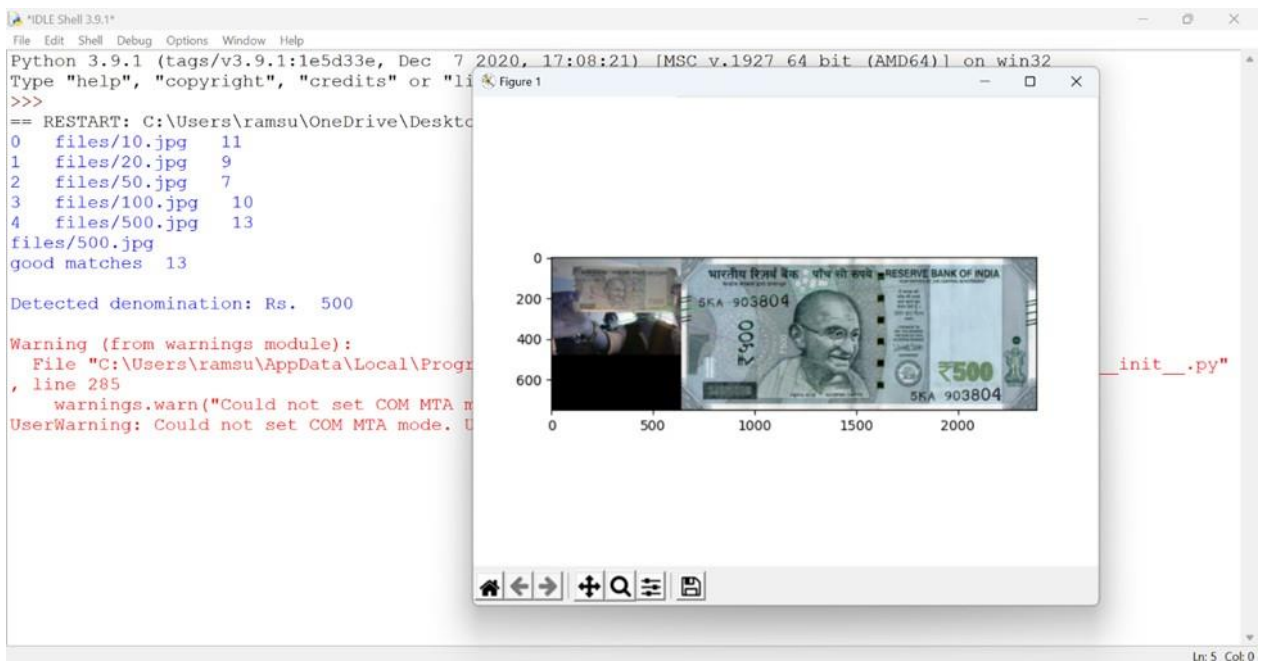 *IDLE Shell 3.9.1*
File Edit Shell Debug Options Window Help
Python 3.9.1 (tags/v3.9.1:1e5d33e, Dec 7 2020, 17:08:21) [MSC v.1927 64 bit (AMD64)] on win32
Type "help", "copyright", "credits" or "li
>>>
== RESTART: C:\Users\ramsu\OneDrive\Deskto
0 files/10.jpg 11
1 files/20.jpg 9
2 files/50.jpg 7
3 files/100.jpg 10
4 files/500.jpg 13
files/500.jpg
good matches 13
Detected denomination: Rs. 500
Warning (from warnings module):
File "C:\Users\ramsu\AppData\Local\Progr
__init__.py"
, line 285
warnings.warn("Could not set COM MTA m
UserWarning: Could not set COM MTA mode. U
Figure 1
0
200
400
600
0 500 1000 1500 2000
भारतीय रिज़र्व बैंक पाँच सौ रुपये RESERVE BANK OF INDIA
5KA 903804
₹500
₹500
5KA 903804
Ln: 5 Col: 0